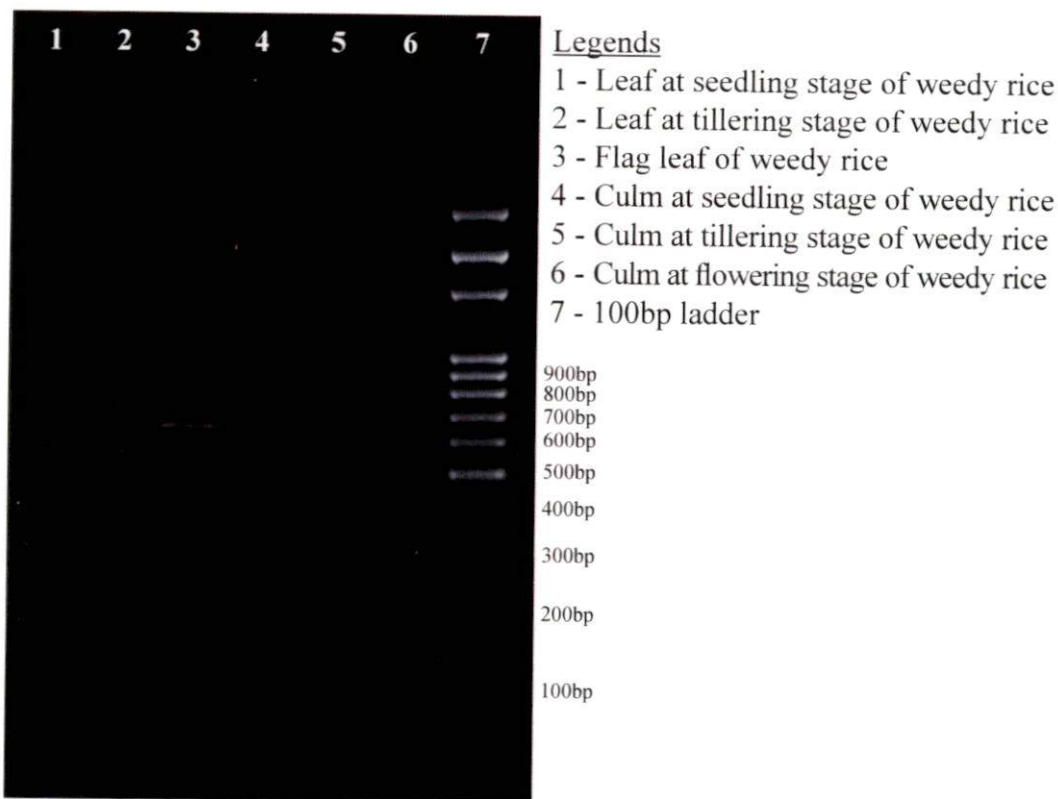 1 2 3 4 5 6 7
Legends
1 - Leaf at seedling stage of weedy rice
2 - Leaf at tillering stage of weedy rice
3 - Flag leaf of weedy rice
4 - Culm at seedling stage of weedy rice
5 - Culm at tillering stage of weedy rice
6 - Culm at flowering stage of weedy rice
7 - 100bp ladder
900bp
800bp
700bp
600bp
500bp
400bp
300bp
200bp
100bp